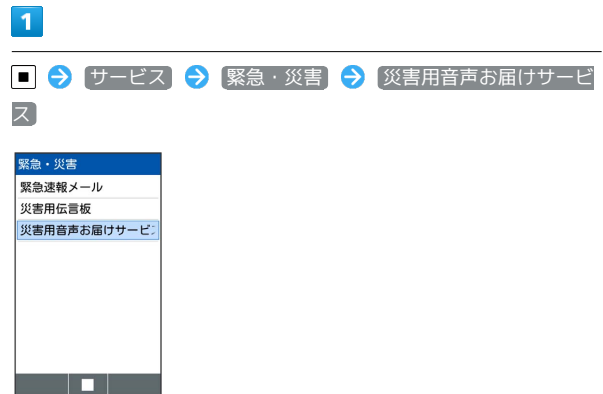 1
サービス 緊急・災害 災害用音声お届けサービ
ス
緊急・災害
緊急速報メール
災害用伝言板
災害用音声お届けサービ